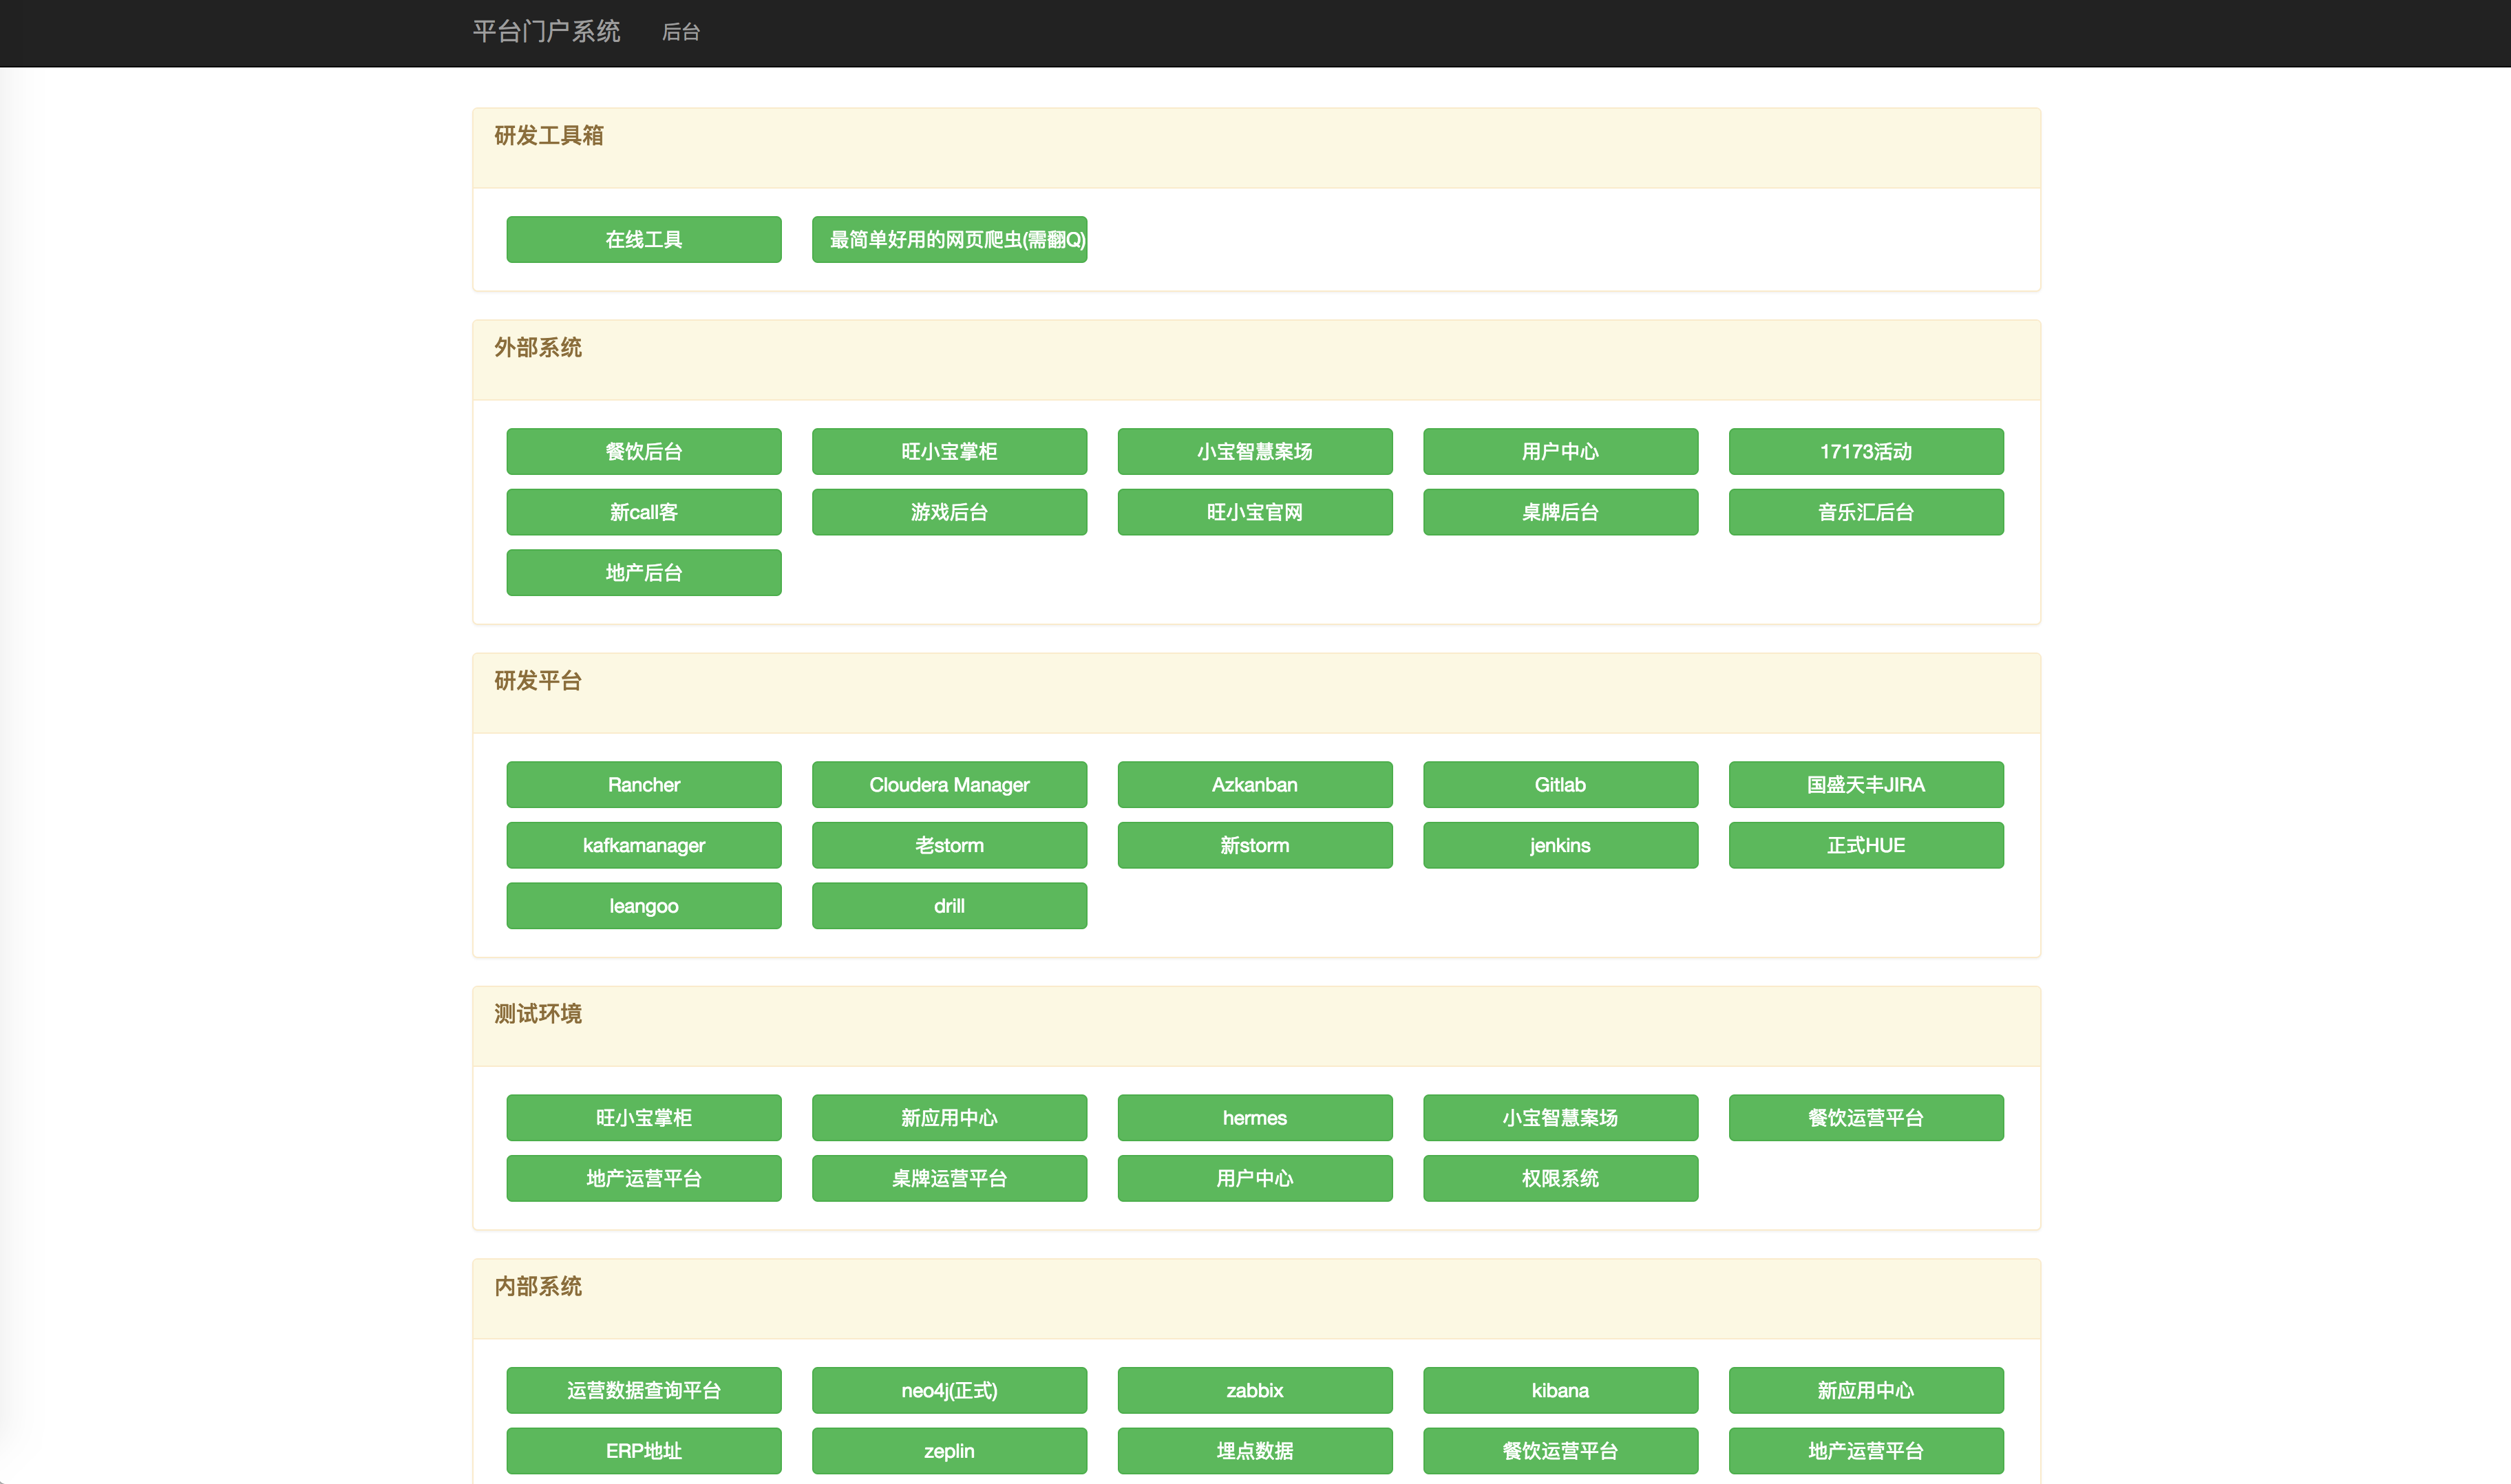 平台门户系统 后台
研发工具箱
在线工具 最简单好用的网页爬虫(需翻Q)
外部系统
餐饮后台 旺小宝掌柜 小宝智慧案场 用户中心 17173活动
新call客 游戏后台 旺小宝官网 桌牌后台 音乐汇后台
地产后台
研发平台
Rancher Cloudera Manager Azkanban Gitlab 国盛天丰JIRA
kafkamanager 老storm 新storm jenkins 正式HUE
leangoo drill
测试环境
旺小宝掌柜 新应用中心 hermes 小宝智慧案场 餐饮运营平台
地产运营平台 桌牌运营平台 用户中心 权限系统
内部系统
运营数据查询平台 neo4j(正式) zabbix kibana 新应用中心
ERP地址 zeplin 埋点数据 餐饮运营平台 地产运营平台